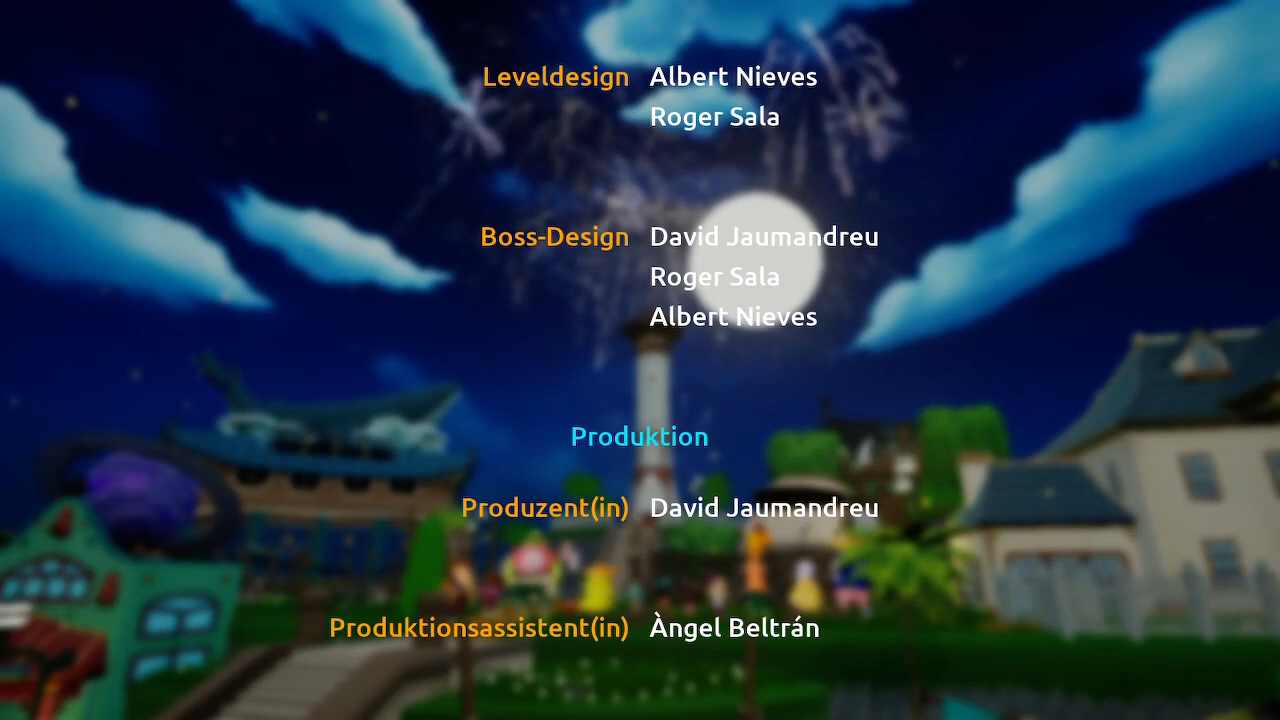 Leveldesign Albert Nieves
Roger Sala
Boss-Design David Jaumandreu
Roger Sala
Albert Nieves
Produktion
Produzent(in) David Jaumandreu
Produktionsassistent(in) Àngel Beltrán